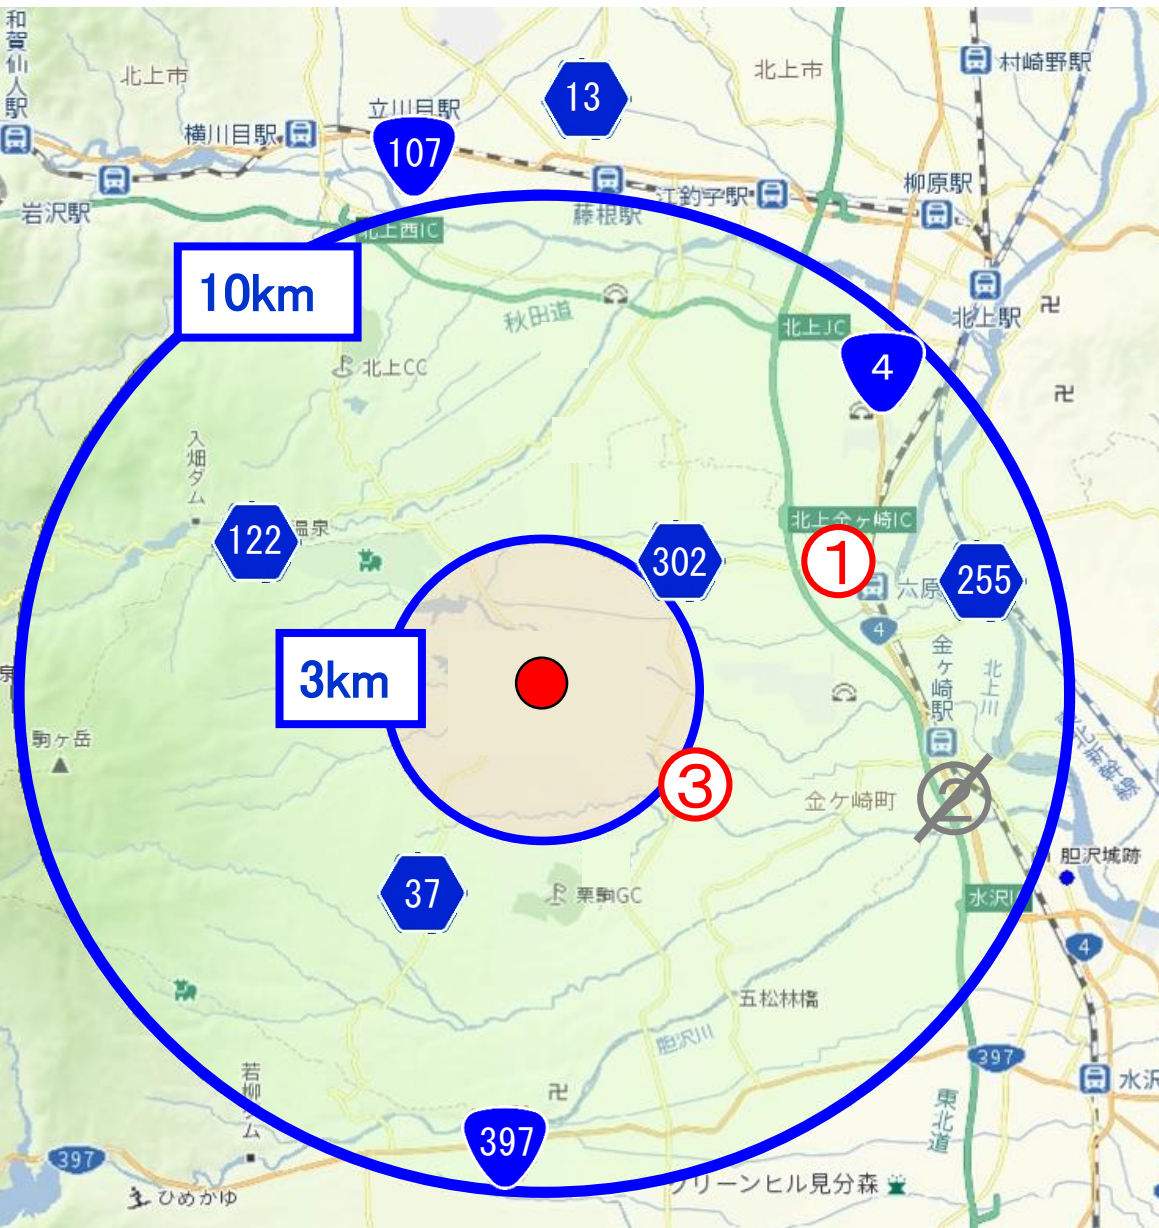 和賀仙人駅
北上市
立川目駅
13
北上市
村崎野駅
横川目駅
107
柳原駅
岩沢駅
江釣子駅
藤根駅
北上西IC
10km
北上駅
卍
秋田道
北上JC
北上CC
4
卍
入畑ダム
北上金ヶ崎IC
122
温泉
302
①
六原
255
4
金ヶ崎駅
北上川
3km
泉
駒ヶ岳
③
金ケ崎町
②
胆沢城跡
37
栗駒GC
水沢I
4
五松林橋
胆沢川
397
若柳
ム
卍
水沢
東北道
397
397
ひめかゆ
グリーンヒル見分森